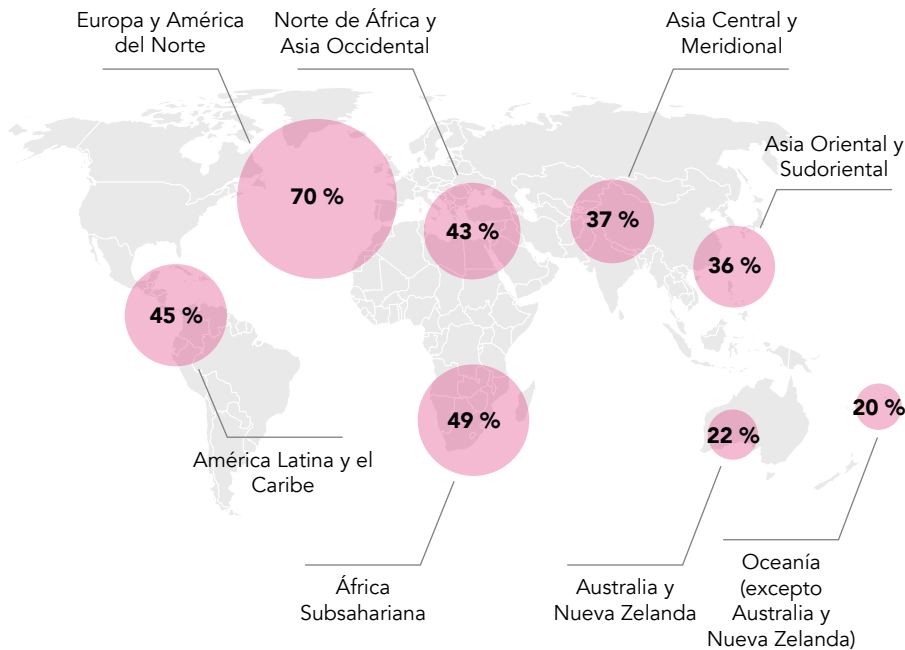 Europa y América
del Norte
Norte de África y
Asia Occidental
Asia Central y
Meridional
Asia Oriental y
Sudoriental
70 %
43 %
37 %
36 %
45 %
49 %
22 %
20 %
América Latina y el
Caribe
África
Subsahariana
Australia y
Nueva Zelanda
Oceanía
(excepto
Australia y
Nueva Zelanda)